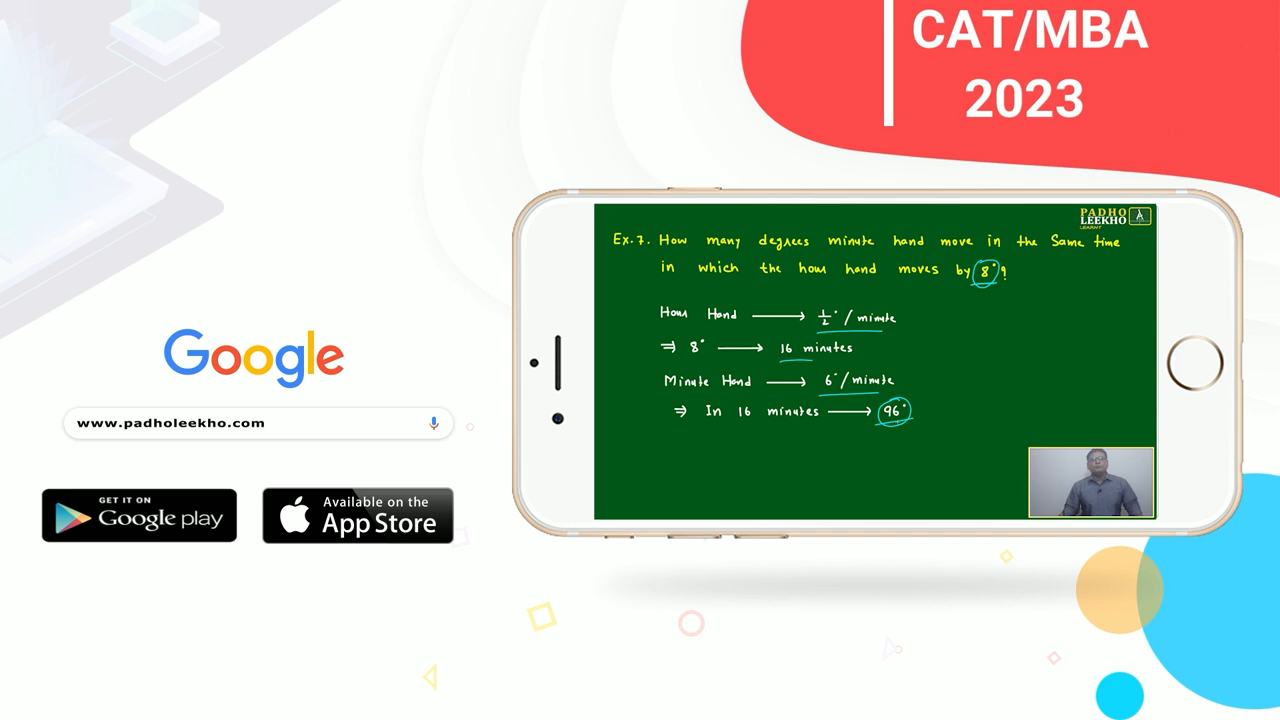 CAT/MBA
2023
PADHO
LEEKHO
LEARNT
Ex.7. How many degrees minute hand move in the same time
in which the hour hand moves by 8°?
Hour Hand → 1/2° / minute
⇒ 8° → 16 minutes
Minute Hand → 6° / minute
⇒ In 16 minutes → 96°
Google
www.padholeekho.com
GET IT ON
Google play
Available on the
App Store